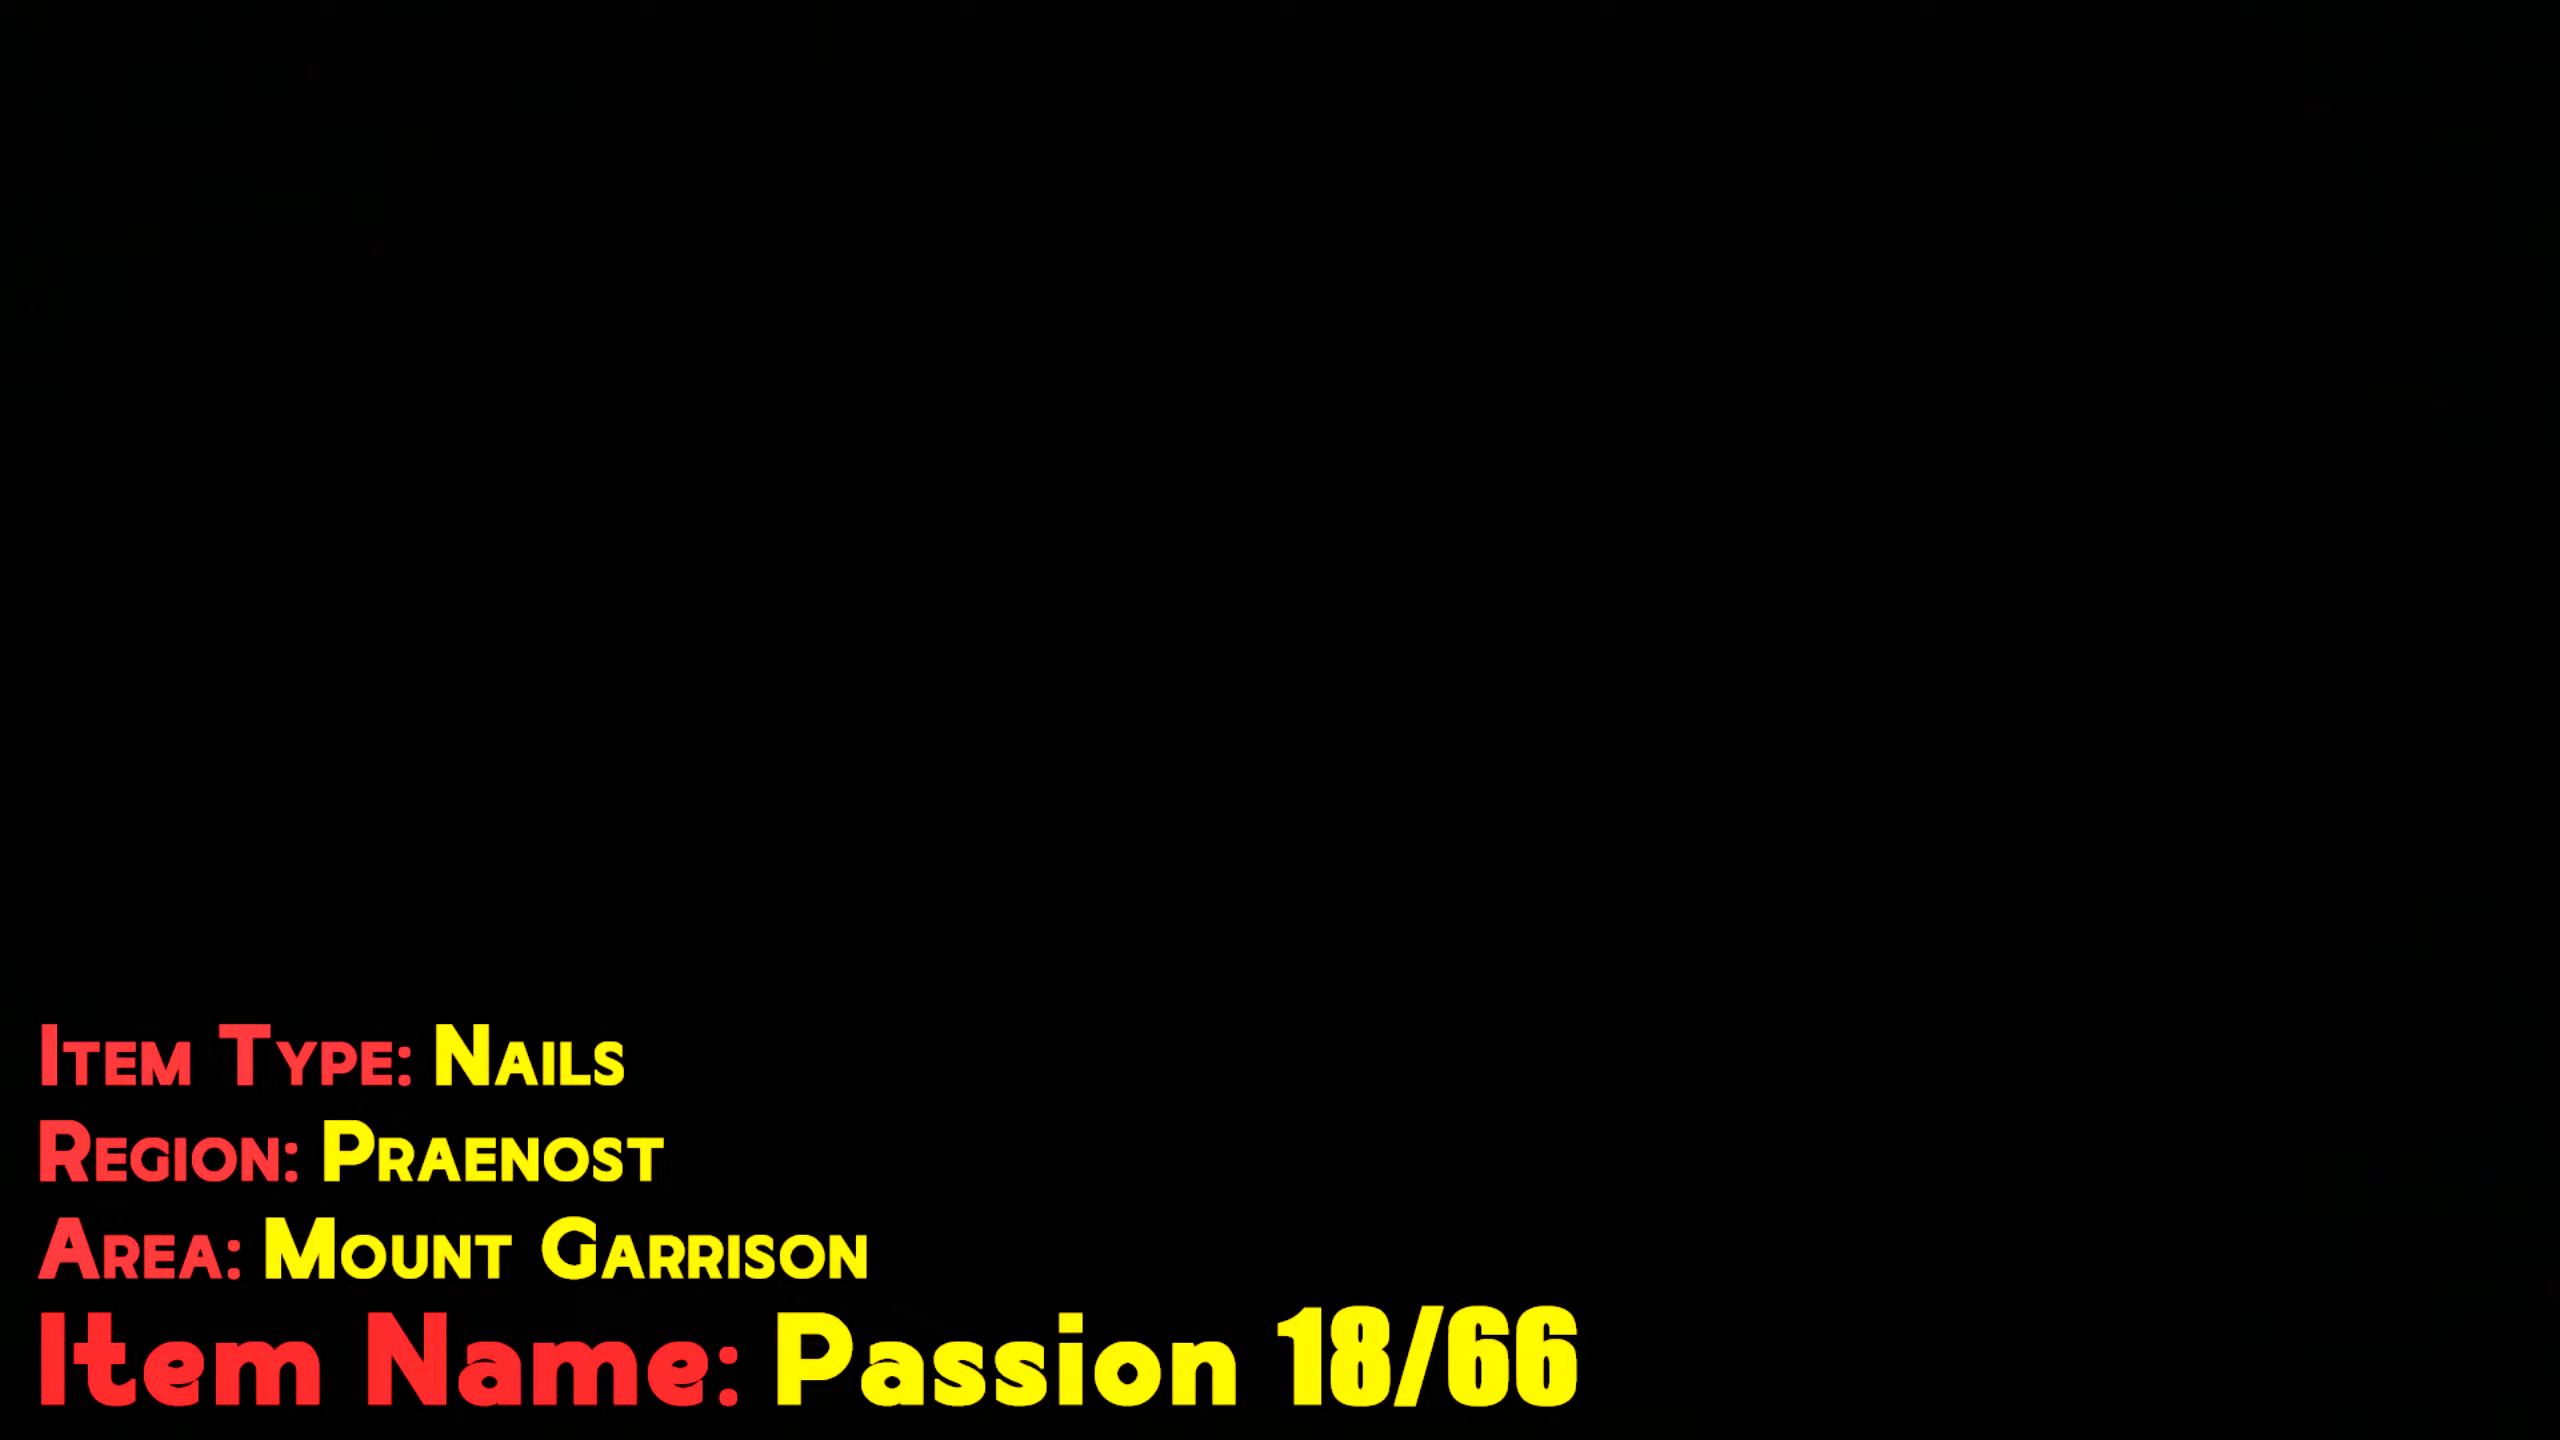 Item Type: Nails
Region: Praenost
Area: Mount Garrison
Item Name: Passion 18/66